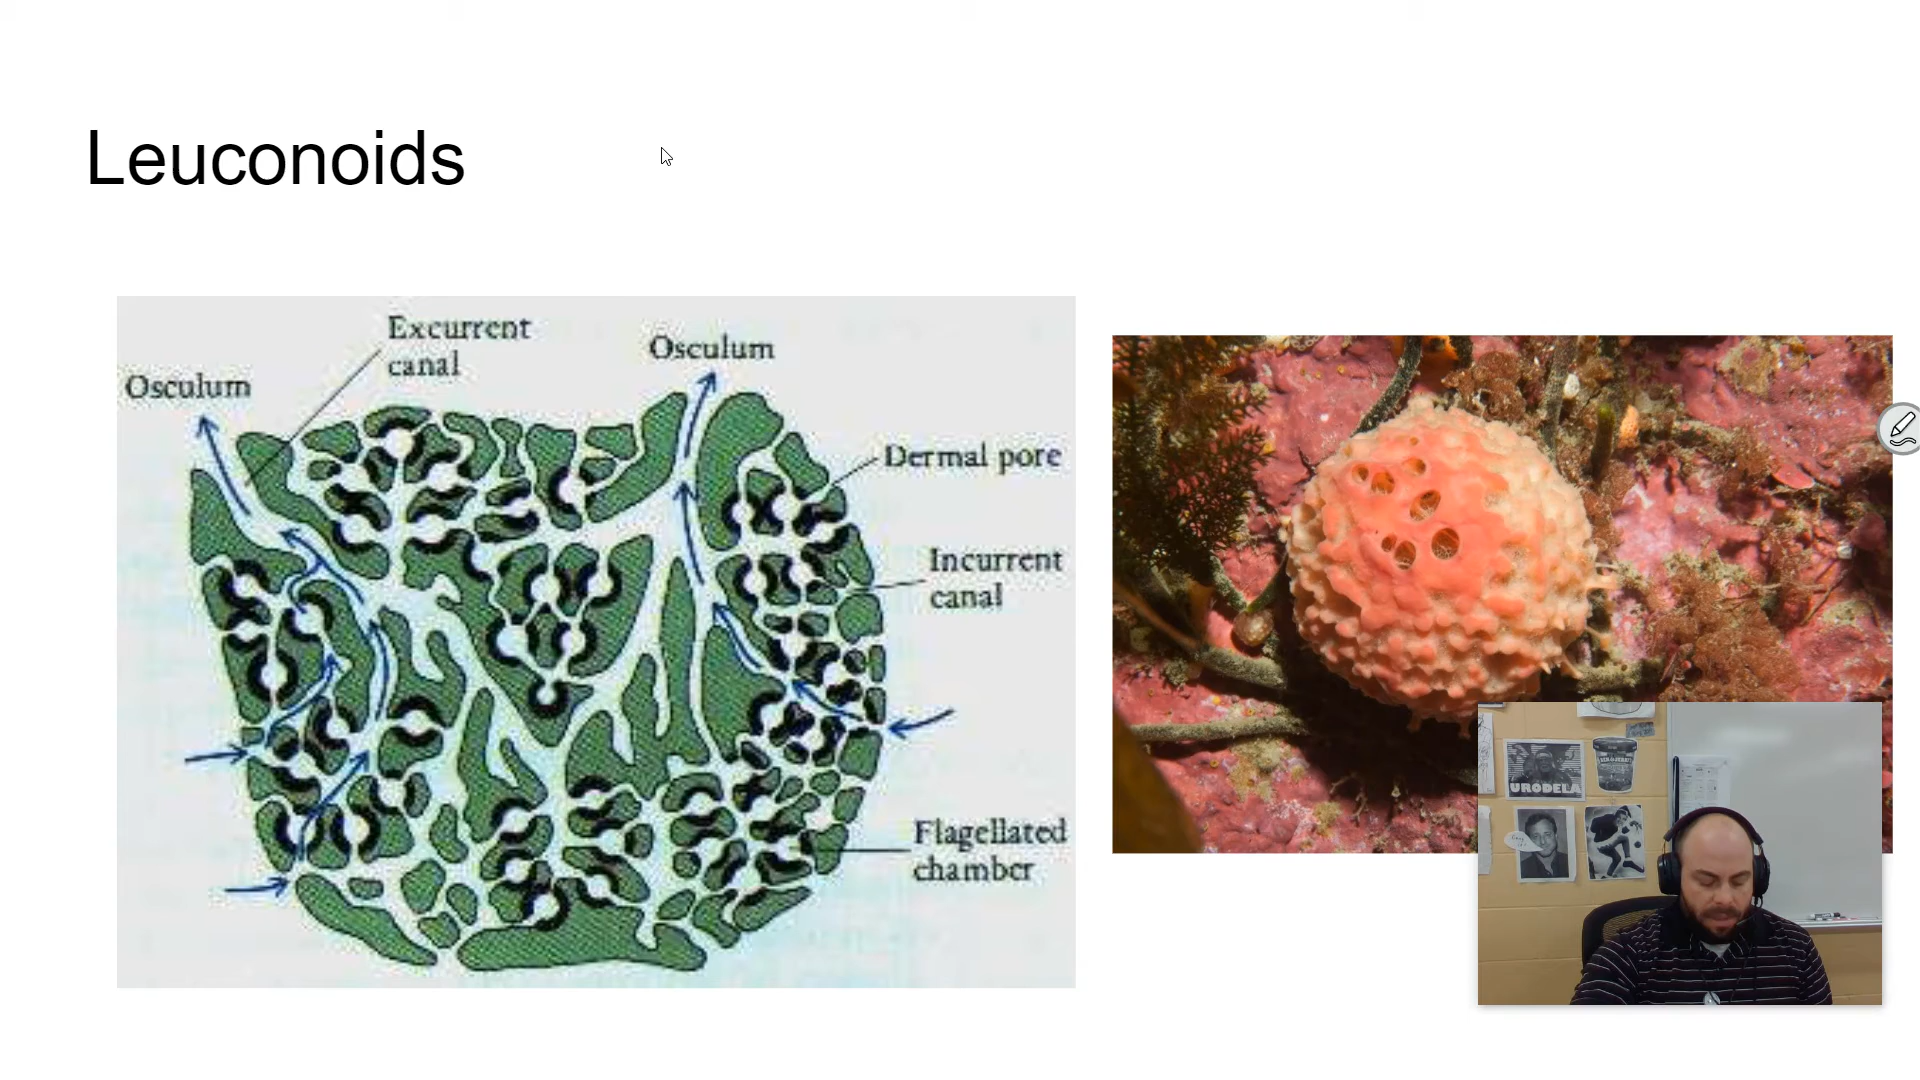 Leuconoids
Excurrent
canal
Osculum
Osculum
Dermal pore
Incurrent
canal
Flagellated
chamber
URODELA